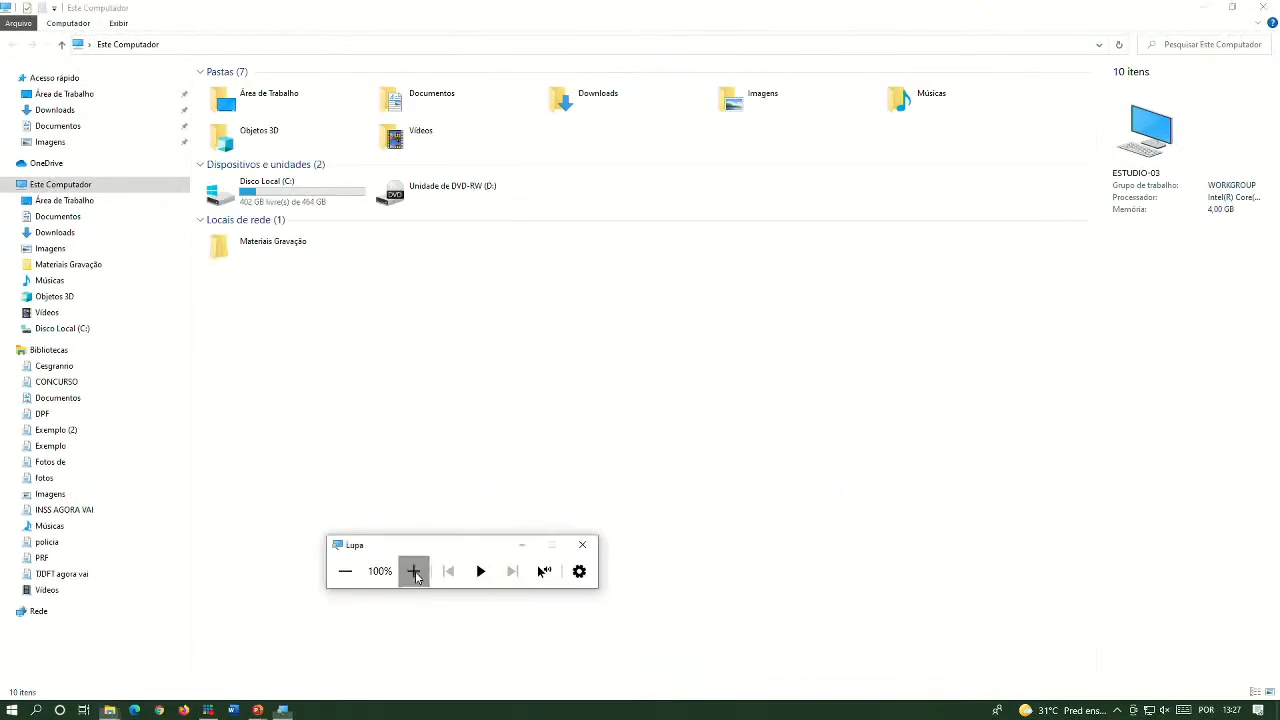 Este Computador
Arquivo
Computador
Exibir
Este Computador
Pesquisar Este Computador
Acesso rápido
Área de Trabalho
Downloads
Documentos
Imagens
OneDrive
Este Computador
Área de Trabalho
Documentos
Downloads
Imagens
Materiais Gravação
Músicas
Objetos 3D
Vídeos
Disco Local (C:)
Bibliotecas
Cesgranrio
CONCURSO
Documentos
DPF
Exemplo (2)
Exemplo
Fotos de
fotos
Imagens
INSS AGORA VAI
Músicas
policia
PRF
TJDFT agora vai
Vídeos
Rede
Pastas (7)
Área de Trabalho
Documentos
Downloads
Imagens
Músicas
Objetos 3D
Vídeos
Dispositivos e unidades (2)
Disco Local (C:)
402 GB livre(s) de 464 GB
DVD
Unidade de DVD-RW (D:)
Locais de rede (1)
Materiais Gravação
10 itens
ESTUDIO-03
Grupo de trabalho: WORKGROUP
Processador: Intel(R) Core(...
Memória: 4,00 GB
Lupa
100%
10 itens
31°C Pred ens...
POR
13:27